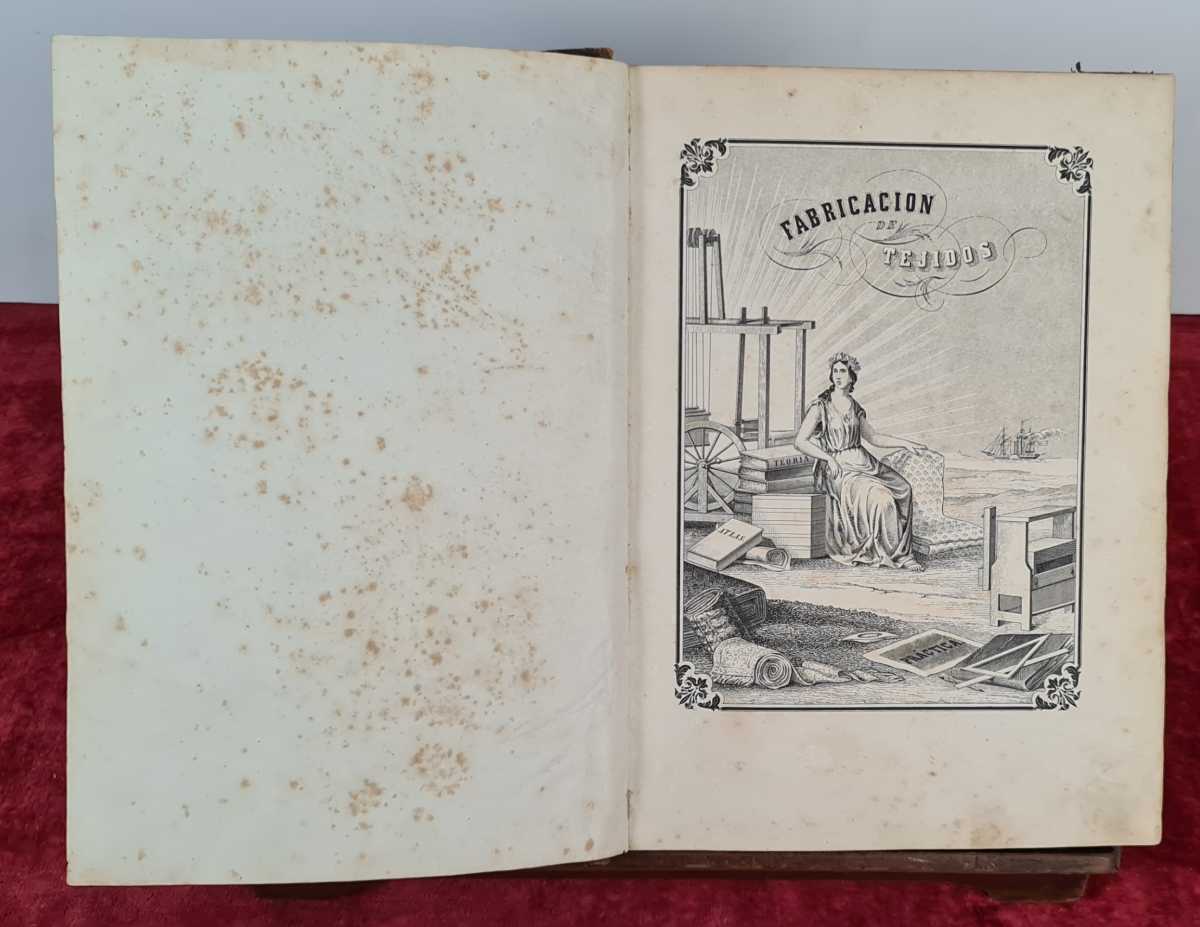 FABRICACION
DE
TEJIDOS
TEORIA
ATLAS
PRACTICA